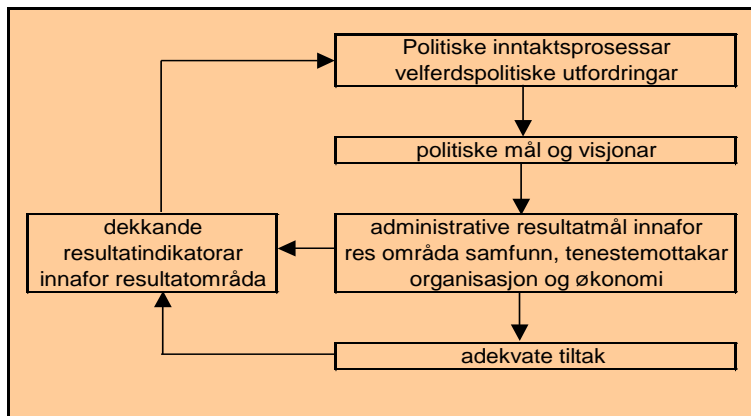 Politiske inntaktsprosessar
velferdspolitiske utfordringar
politiske mål og visjonar
dekkande
resultatindikatorar
innafor resultatområda
administrative resultatmål innafor
res områda samfunn, tenestemottakar
organisasjon og økonomi
adekvate tiltak